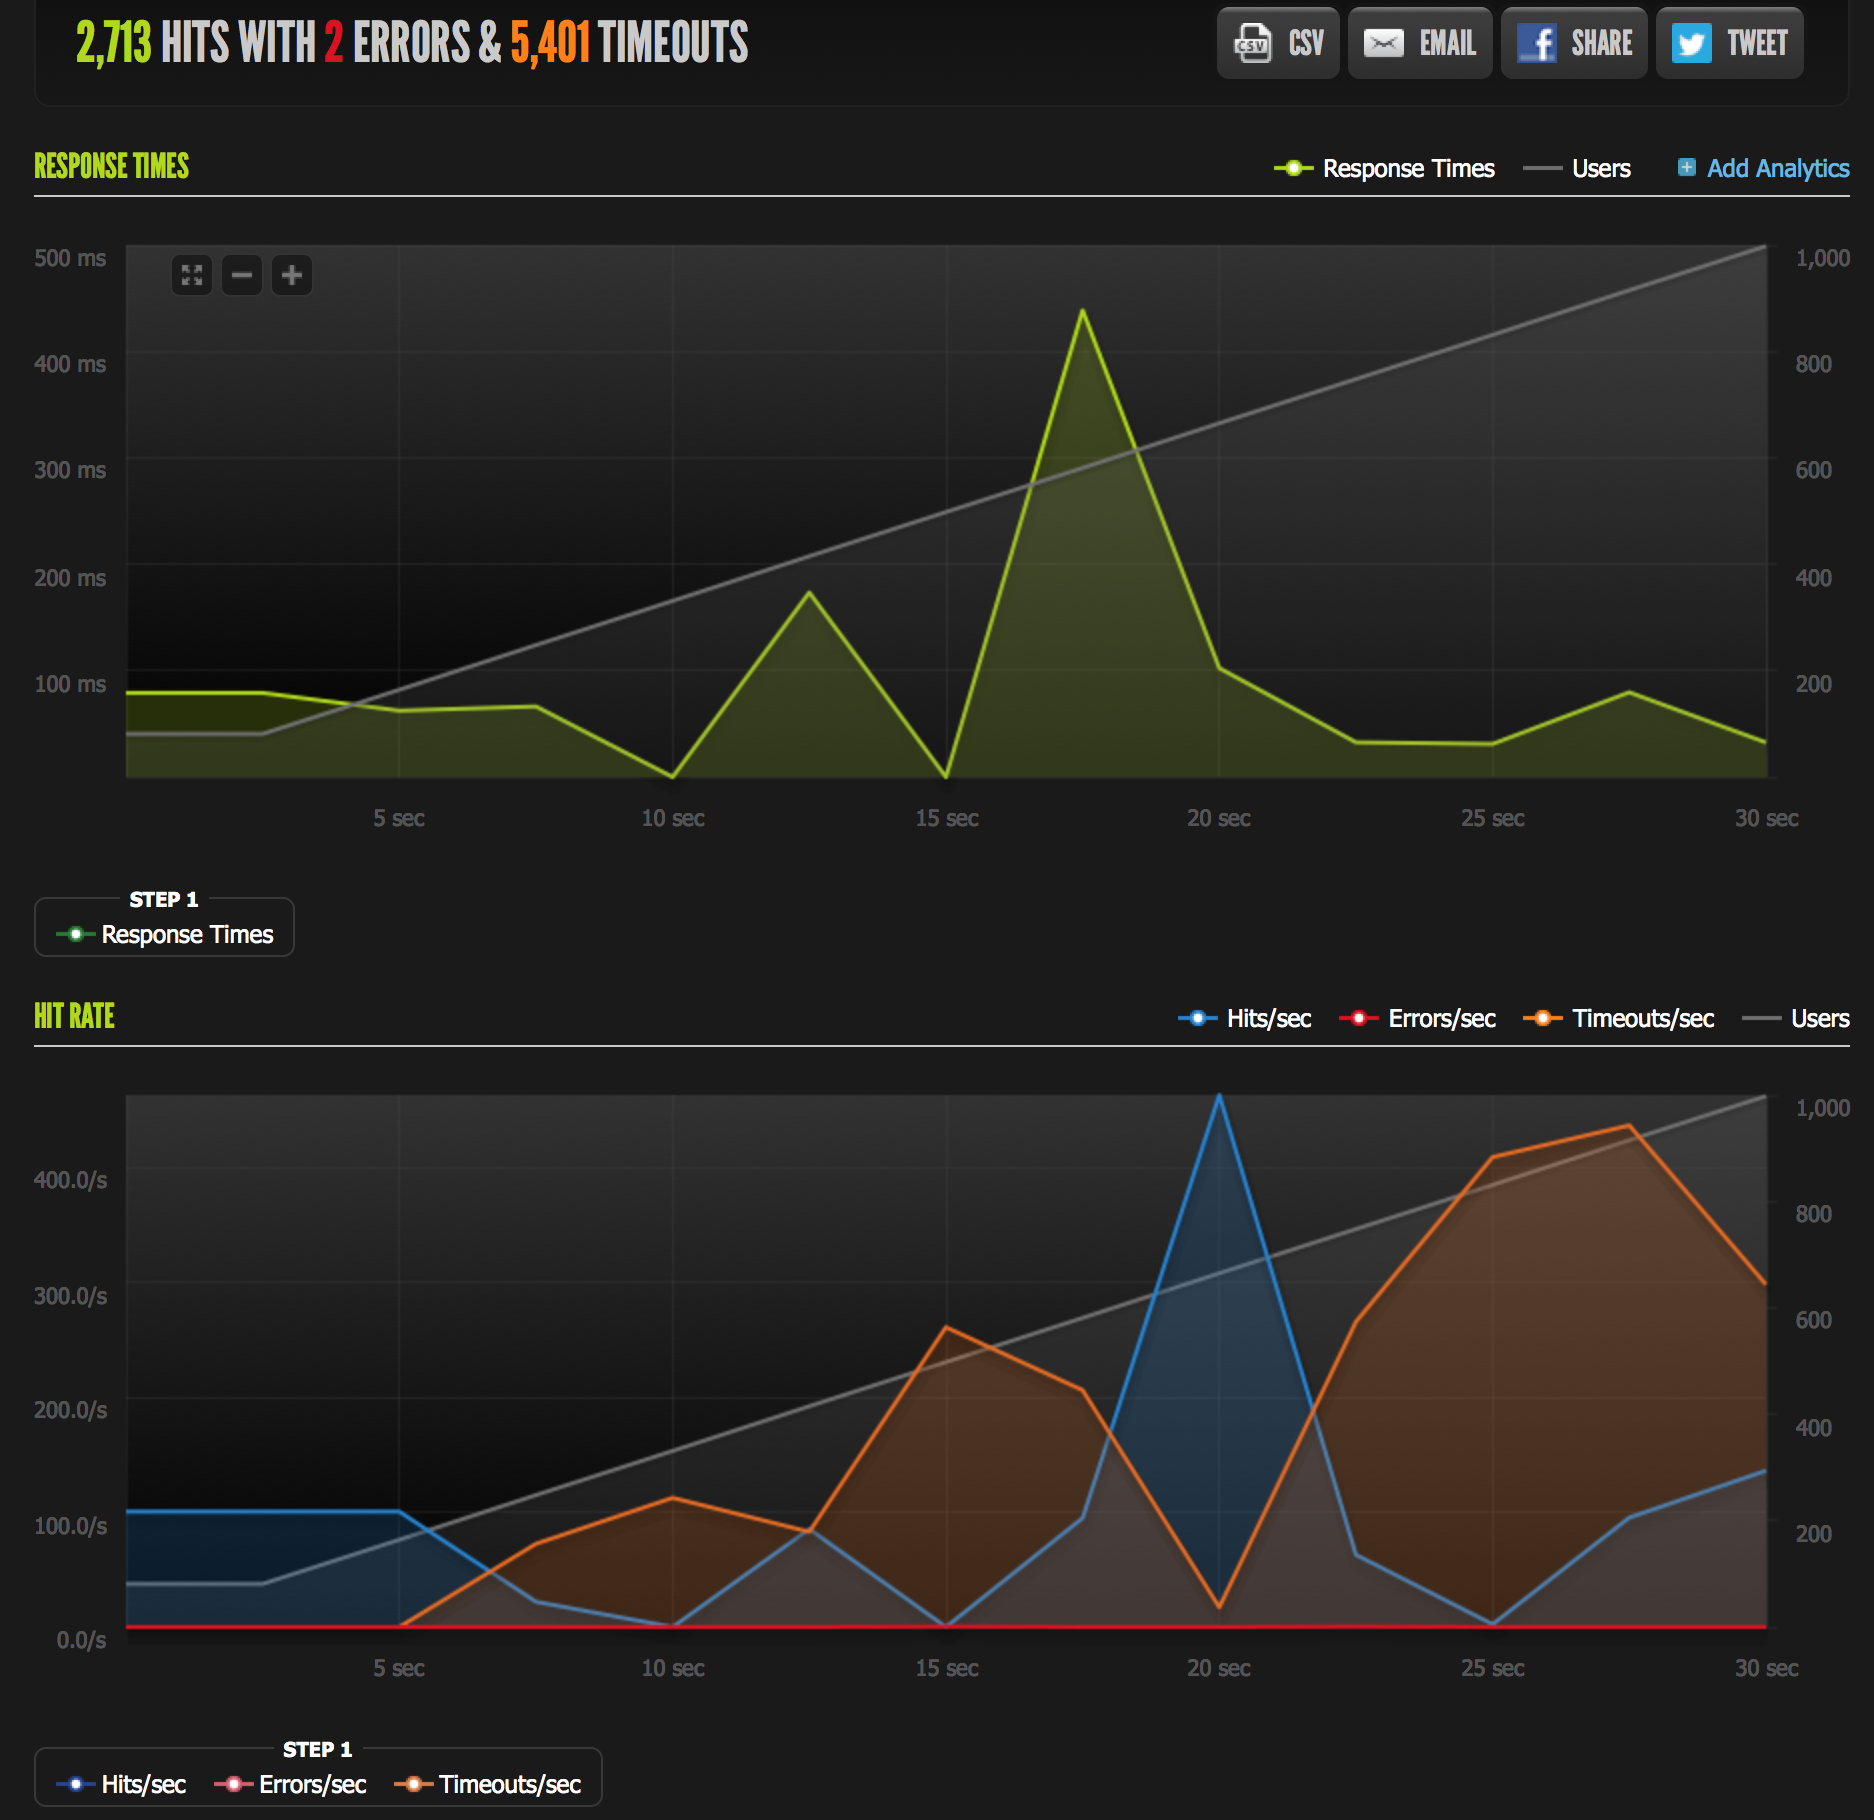 2,713 HITS WITH 2 ERRORS & 5,401 TIMEOUTS
CSV CSV EMAIL f SHARE TWEET
RESPONSE TIMES
Response Times Users + Add Analytics
500 ms 1,000
400 ms 800
300 ms 600
200 ms 400
100 ms 200
5 sec 10 sec 15 sec 20 sec 25 sec 30 sec
STEP 1
Response Times
HIT RATE
Hits/sec Errors/sec Timeouts/sec Users
1,000
400.0/s
800
300.0/s
600
200.0/s
400
100.0/s
200
0.0/s
5 sec 10 sec 15 sec 20 sec 25 sec 30 sec
STEP 1
Hits/sec Errors/sec Timeouts/sec